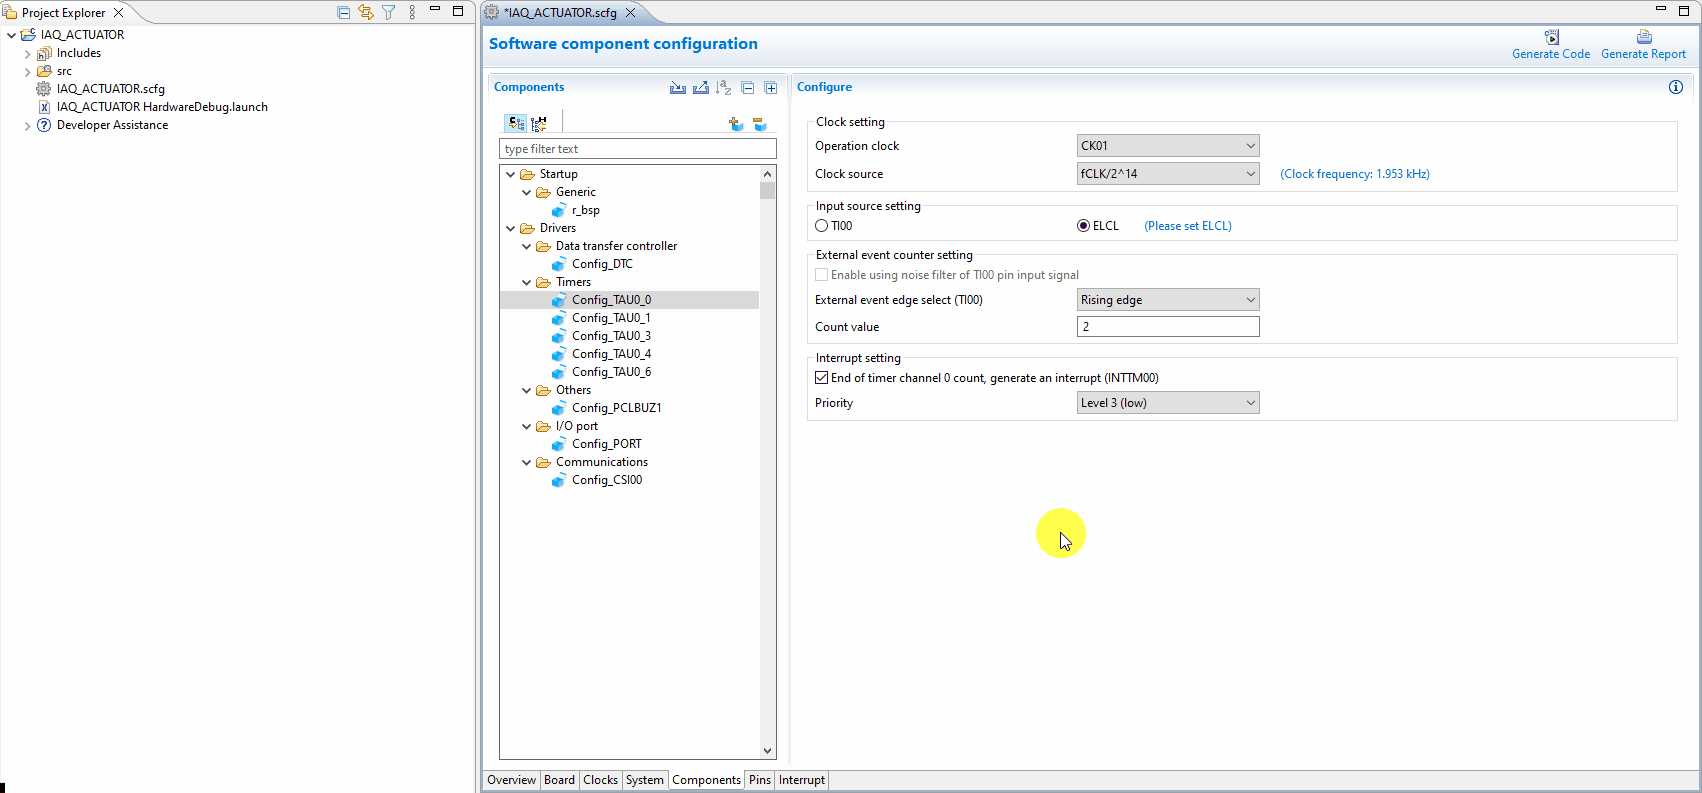 Project Explorer
IAQ_ACTUATOR
Includes
src
IAQ_ACTUATOR.scfg
IAQ_ACTUATOR HardwareDebug.launch
Developer Assistance
*IAQ_ACTUATOR.scfg
Software component configuration
Generate Code
Generate Report
Components
type filter text
Startup
Generic
r_bsp
Drivers
Data transfer controller
Config_DTC
Timers
Config_TAU0_0
Config_TAU0_1
Config_TAU0_3
Config_TAU0_4
Config_TAU0_6
Others
Config_PCLBUZ1
I/O port
Config_PORT
Communications
Config_CSI00
Configure
Clock setting
Operation clock CK01
Clock source fCLK/2^14 (Clock frequency: 1.953 kHz)
Input source setting
TI00 ELCL (Please set ELCL)
External event counter setting
Enable using noise filter of TI00 pin input signal
External event edge select (TI00) Rising edge
Count value 2
Interrupt setting
End of timer channel 0 count, generate an interrupt (INTTM00)
Priority Level 3 (low)
Overview Board Clocks System Components Pins Interrupt